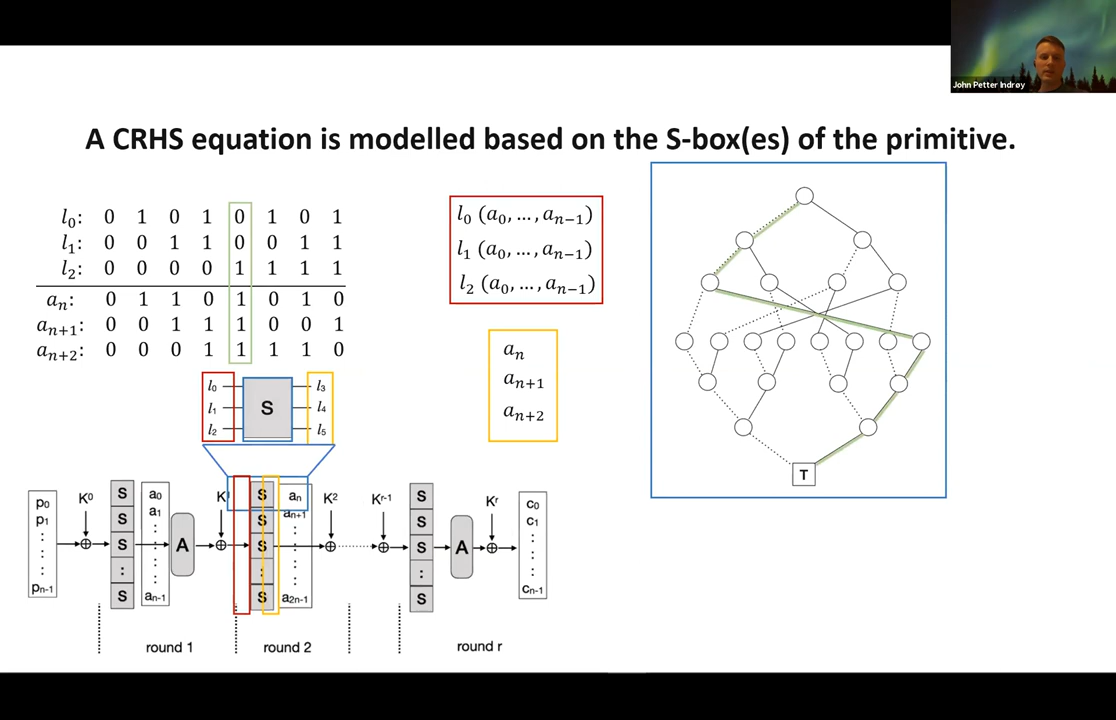 John Petter Indrøy
A CRHS equation is modelled based on the S-box(es) of the primitive.
l₀: 0 1 0 1 0 1 0 1
l₁: 0 0 1 1 0 0 1 1
l₂: 0 0 0 0 1 1 1 1
aₙ: 0 1 1 0 1 0 1 0
aₙ₊₁: 0 0 1 1 1 0 0 1
aₙ₊₂: 0 0 0 1 1 1 1 0
l₀ (a₀, ..., aₙ₋₁)
l₁ (a₀, ..., aₙ₋₁)
l₂ (a₀, ..., aₙ₋₁)
aₙ
aₙ₊₁
aₙ₊₂
l₀ l₃
l₁ S l₄
l₂ l₅
T
p₀ K⁰ S a₀ S aₙ K² Kʳ⁻¹ S Kʳ c₀
p₁ S a₁ S aₙ₊₁ S c₁
S A S S A
: : :
pₙ₋₁ S aₙ₋₁ S a₂ₙ₋₁ S cₙ₋₁
round 1 round 2 round r